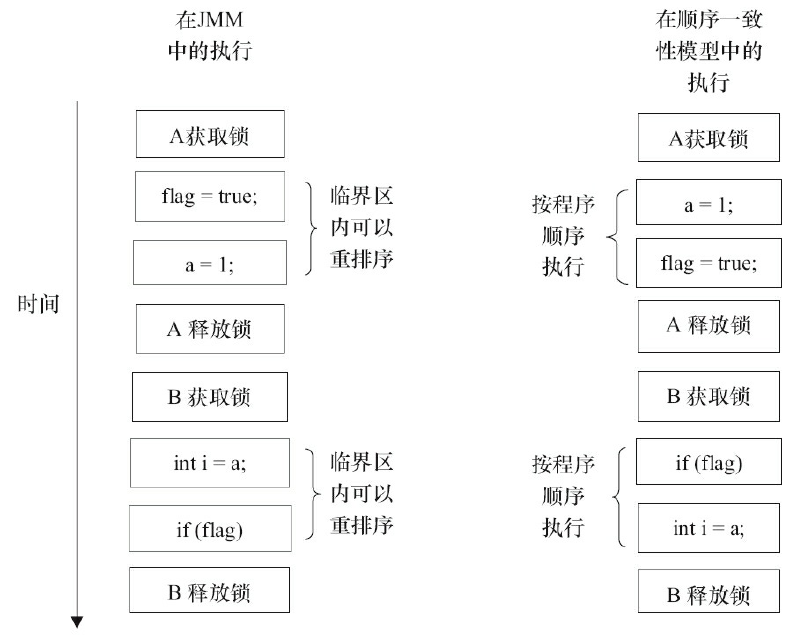 在JMM
中的执行
在顺序一致
性模型中的
执行
A获取锁
flag = true;
a = 1;
临界区
内可以
重排序
A 释放锁
B 获取锁
int i = a;
if (flag)
临界区
内可以
重排序
B 释放锁
时间
A获取锁
按程序
顺序
执行
a = 1;
flag = true;
A 释放锁
B 获取锁
按程序
顺序
执行
if (flag)
int i = a;
B 释放锁